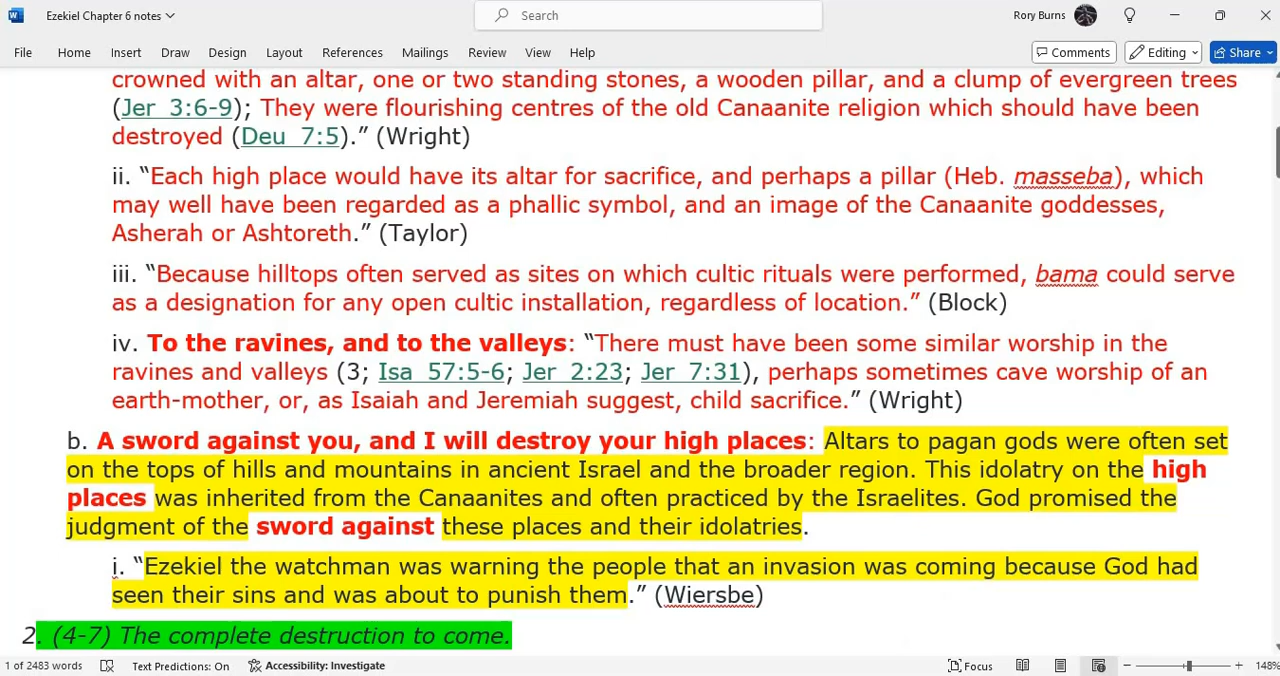 Ezekiel Chapter 6 notes
Search
Rory Burns
File Home Insert Draw Design Layout References Mailings Review View Help
Comments Editing Share
crowned with an altar, one or two standing stones, a wooden pillar, and a clump of evergreen trees
(Jer 3:6-9); They were flourishing centres of the old Canaanite religion which should have been
destroyed (Deu 7:5).” (Wright)
ii. “Each high place would have its altar for sacrifice, and perhaps a pillar (Heb. masseba), which
may well have been regarded as a phallic symbol, and an image of the Canaanite goddesses,
Asherah or Ashtoreth.” (Taylor)
iii. “Because hilltops often served as sites on which cultic rituals were performed, bama could serve
as a designation for any open cultic installation, regardless of location.” (Block)
iv. To the ravines, and to the valleys: “There must have been some similar worship in the
ravines and valleys (3; Isa 57:5-6; Jer 2:23; Jer 7:31), perhaps sometimes cave worship of an
earth-mother, or, as Isaiah and Jeremiah suggest, child sacrifice.” (Wright)
b. A sword against you, and I will destroy your high places: Altars to pagan gods were often set
on the tops of hills and mountains in ancient Israel and the broader region. This idolatry on the high
places was inherited from the Canaanites and often practiced by the Israelites. God promised the
judgment of the sword against these places and their idolatries.
i. “Ezekiel the watchman was warning the people that an invasion was coming because God had
seen their sins and was about to punish them.” (Wiersbe)
2. (4-7) The complete destruction to come.
1 of 2483 words Text Predictions: On Accessibility: Investigate Focus 148%